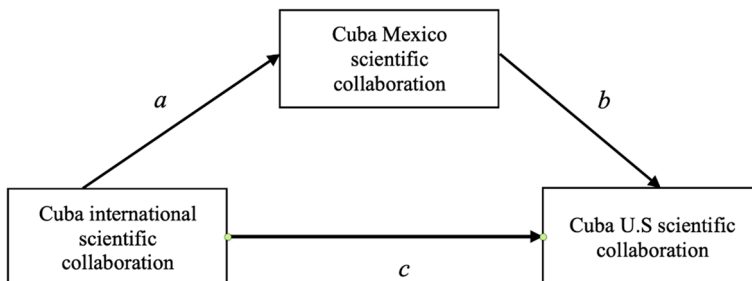 Cuba Mexico
scientific
collaboration
a
b
Cuba international
scientific
collaboration
Cuba U.S scientific
collaboration
c